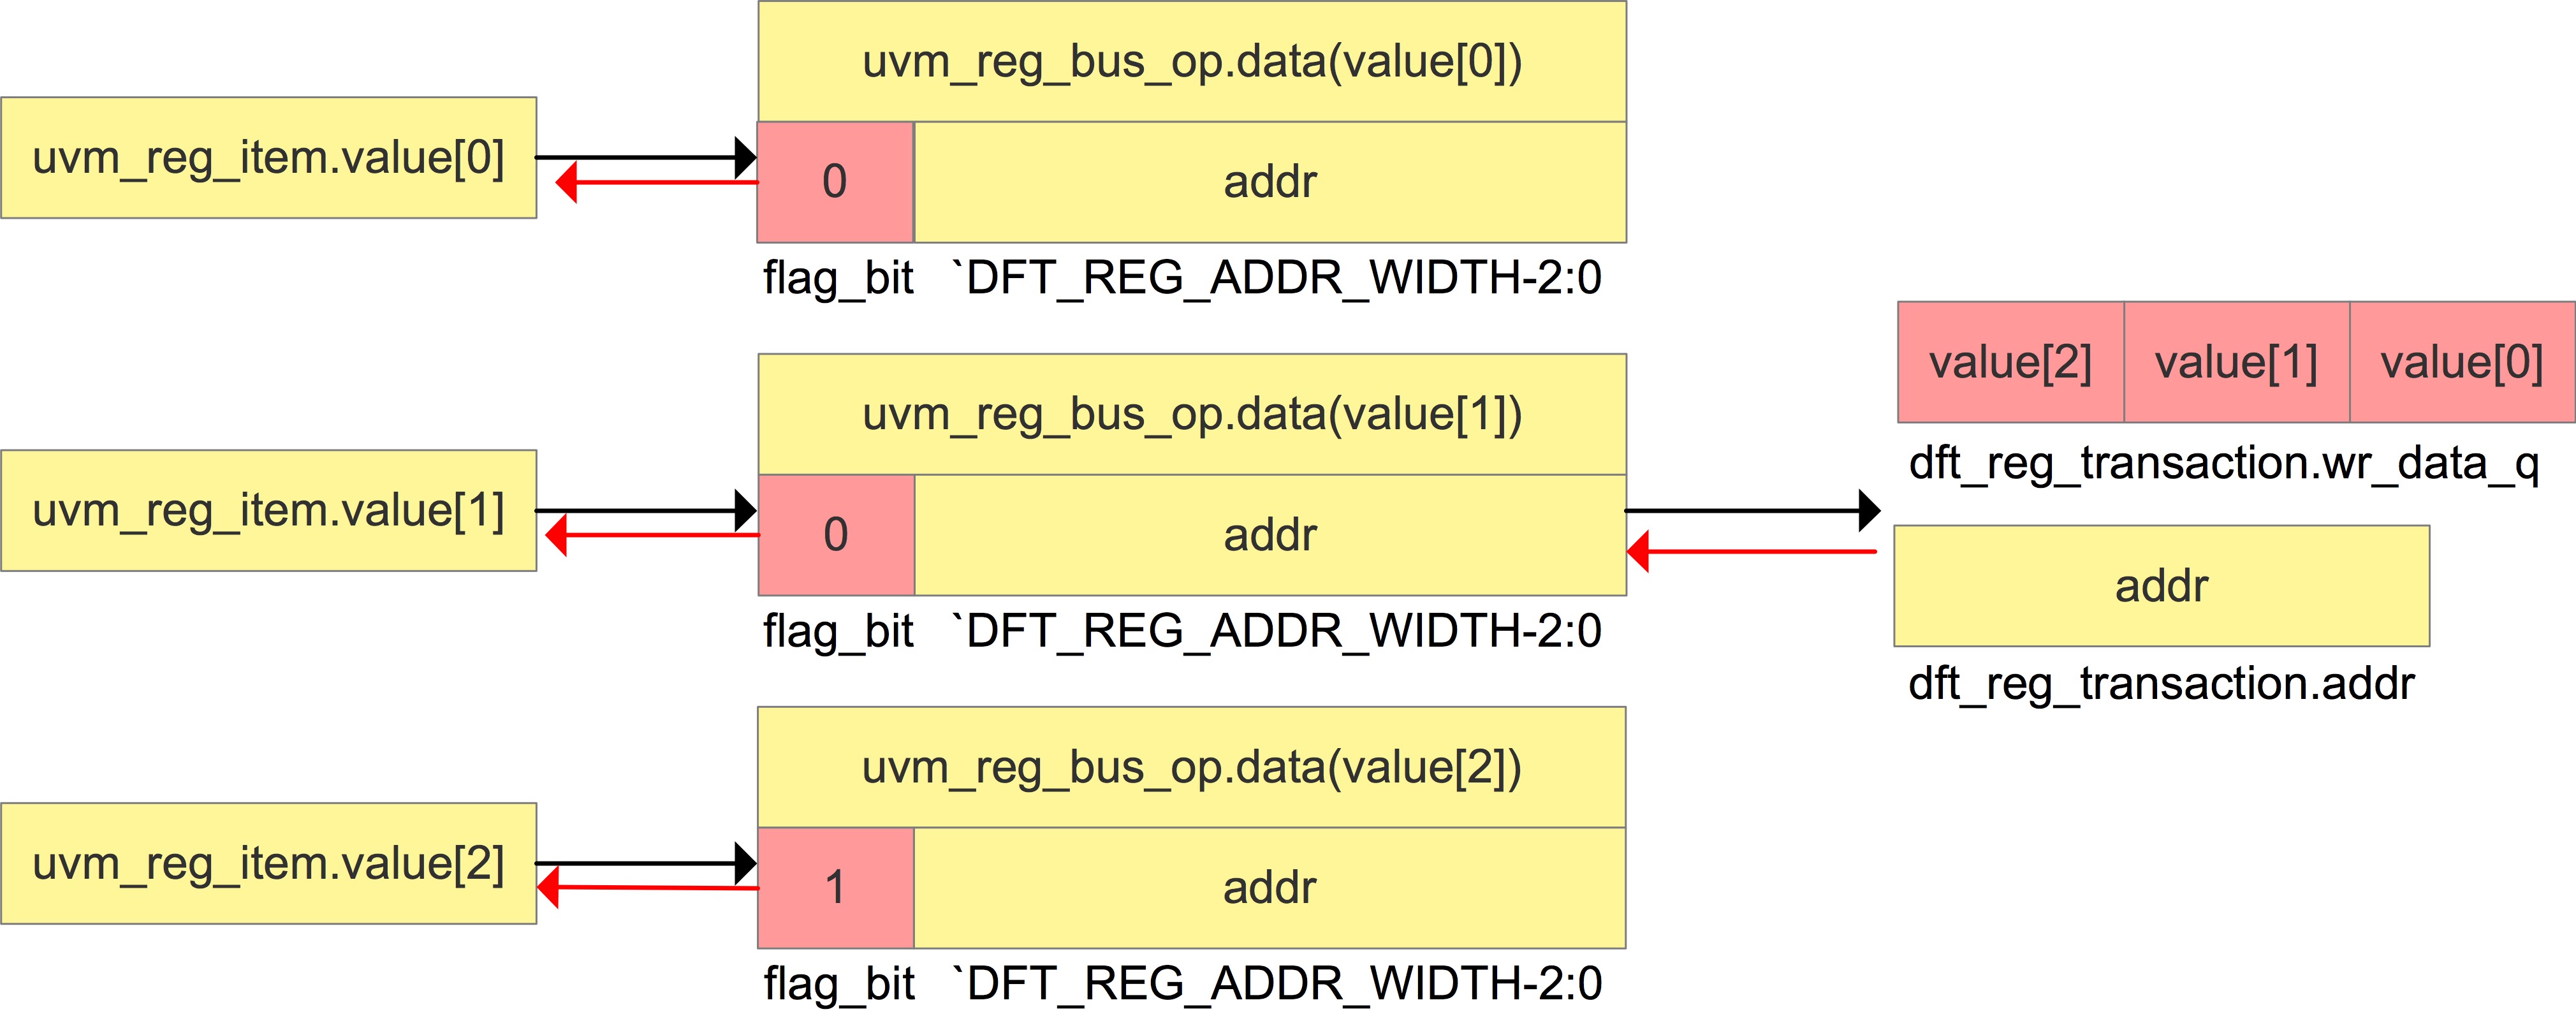 uvm_reg_item.value[0]
uvm_reg_bus_op.data(value[0])
0
addr
flag_bit `DFT_REG_ADDR_WIDTH-2:0
uvm_reg_item.value[1]
uvm_reg_bus_op.data(value[1])
0
addr
flag_bit `DFT_REG_ADDR_WIDTH-2:0
value[2] value[1] value[0]
dft_reg_transaction.wr_data_q
addr
dft_reg_transaction.addr
uvm_reg_item.value[2]
uvm_reg_bus_op.data(value[2])
1
addr
flag_bit `DFT_REG_ADDR_WIDTH-2:0